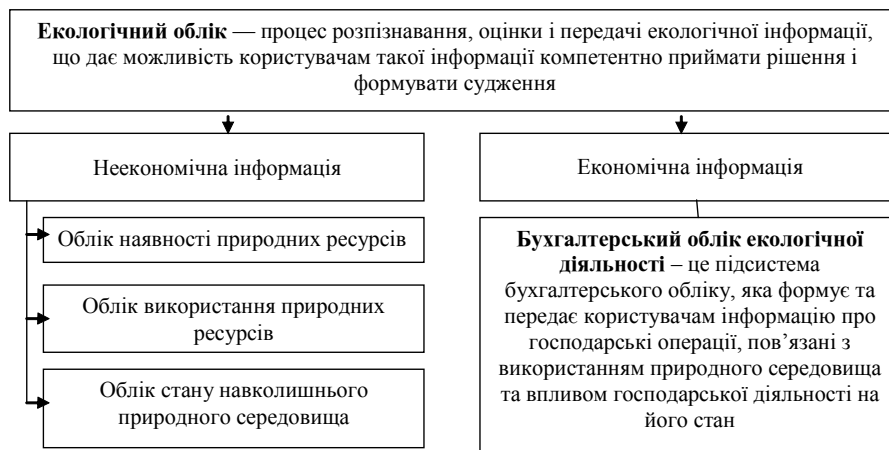 Екологічний облік — процес розпізнавання, оцінки і передачі екологічної інформації,
що дає можливість користувачам такої інформації компетентно приймати рішення і
формувати судження
Неекономічна інформація
Економічна інформація
Облік наявності природних ресурсів
Облік використання природних
ресурсів
Облік стану навколишнього
природного середовища
Бухгалтерський облік екологічної
діяльності – це підсистема
бухгалтерського обліку, яка формує та
передає користувачам інформацію про
господарські операції, пов’язані з
використанням природного середовища
та впливом господарської діяльності на
його стан